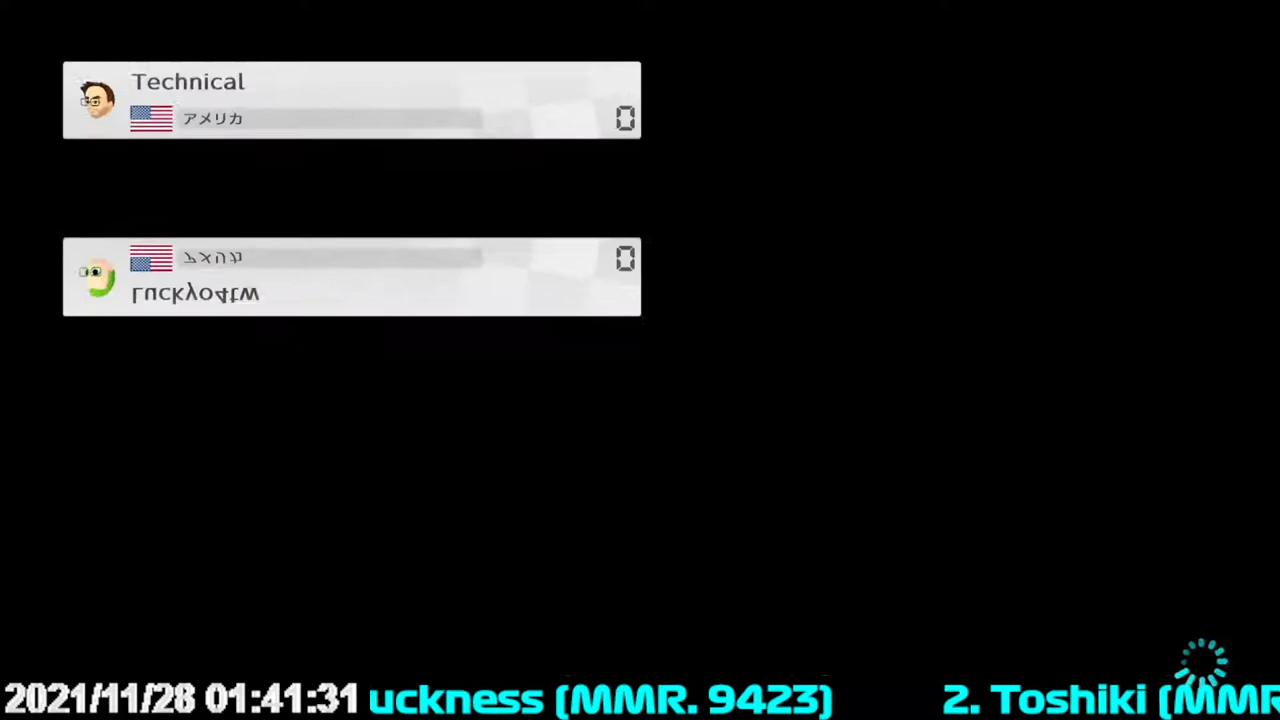 Technical
アメリカ
0
アメリカ
0
Luckyo4tw
2021/11/28 01:41:31 uckness (MMR. 9423) 2. Toshiki (MMR